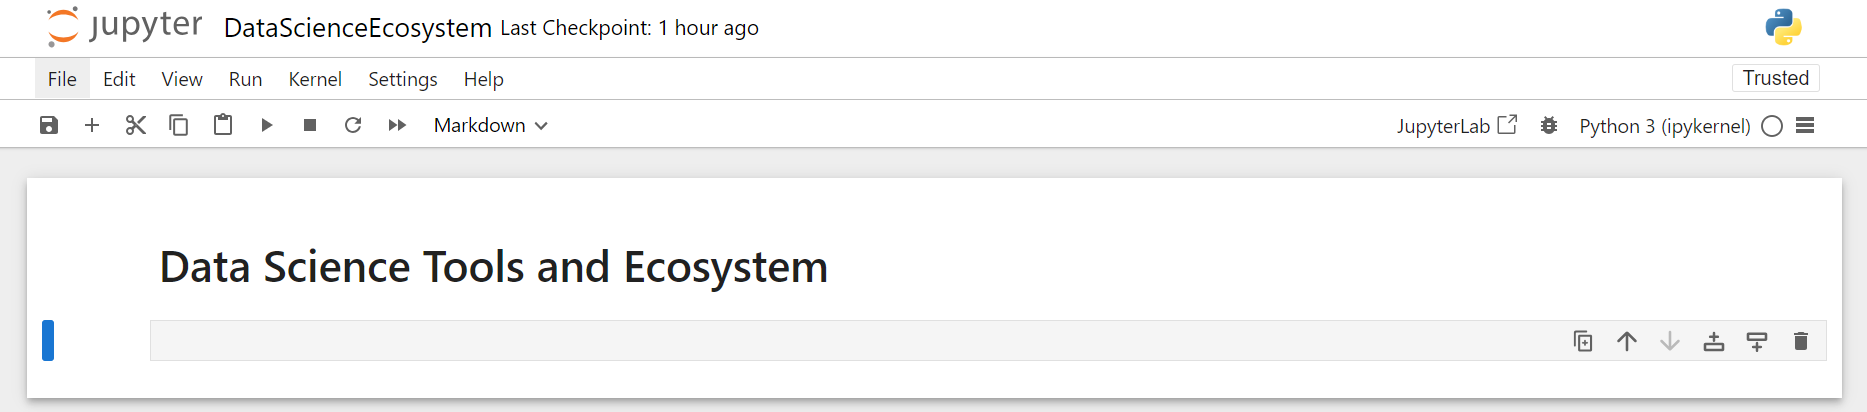 jupyter DataScienceEcosystem Last Checkpoint: 1 hour ago
File Edit View Run Kernel Settings Help Trusted
Markdown JupyterLab Python 3 (ipykernel)
Data Science Tools and Ecosystem